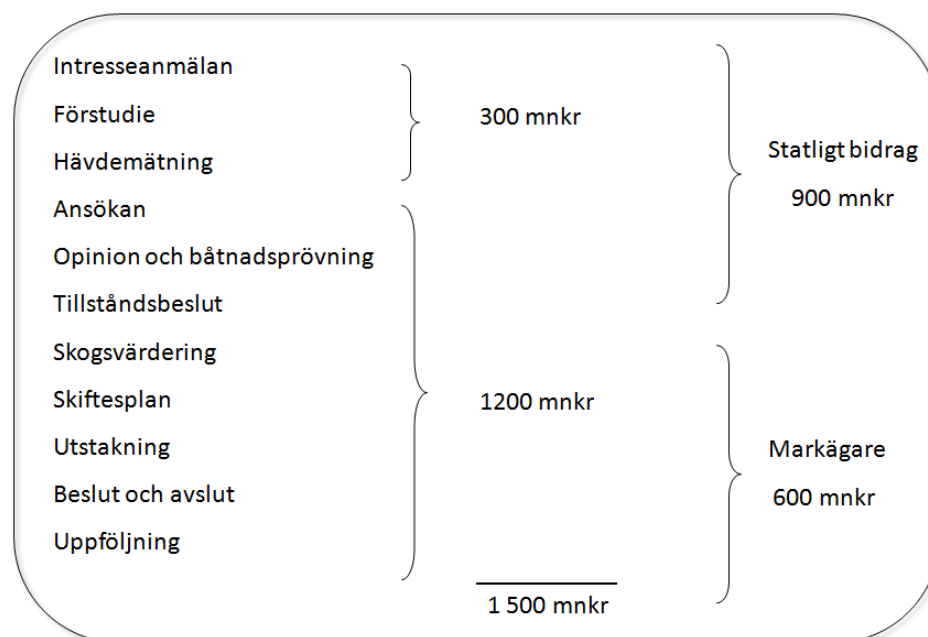 Intresseanmälan
Förstudie
Hävdemätning
Ansökan
Opinion och båtnadsprövning
Tillståndsbeslut
Skogsvärdering
Skiftesplan
Utstakning
Beslut och avslut
Uppföljning
300 mnkr
1200 mnkr
1 500 mnkr
Statligt bidrag
900 mnkr
Markägare
600 mnkr